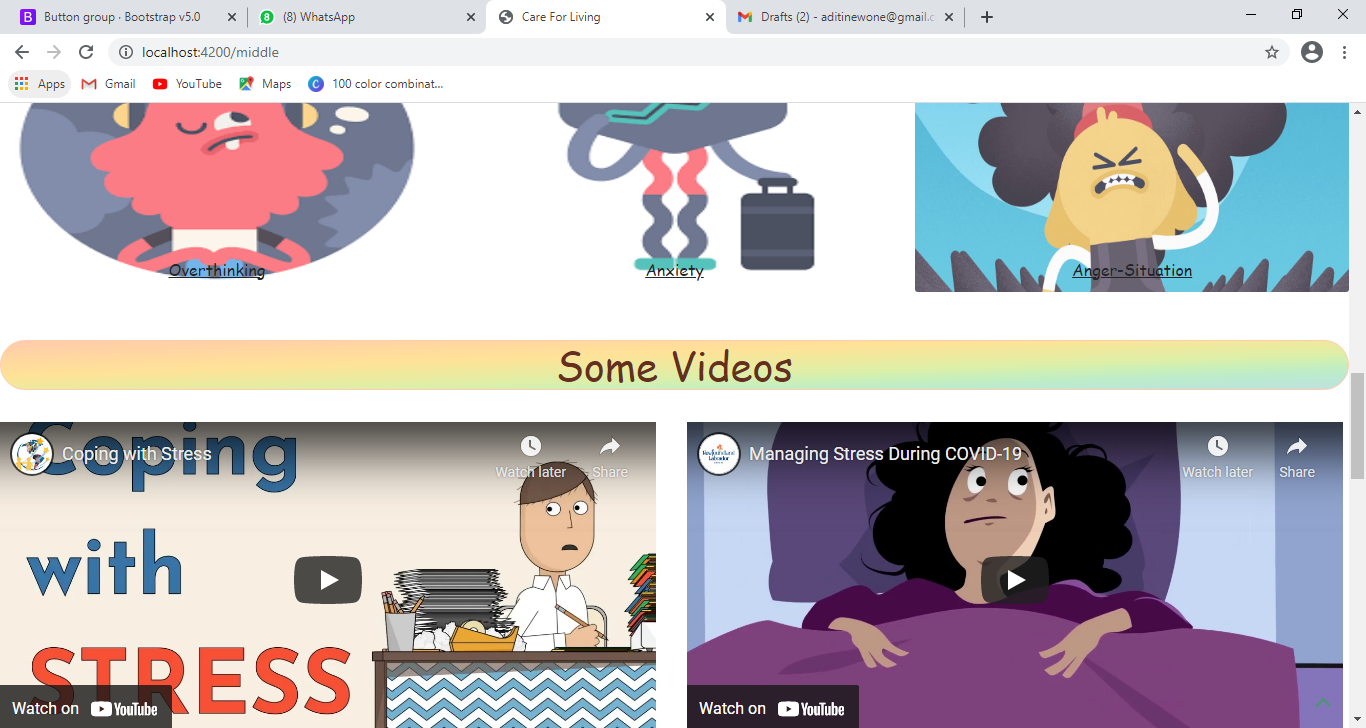 Button group · Bootstrap v5.0
(8) WhatsApp
Care For Living
Drafts (2) - aditinewone@gmail.c
localhost:4200/middle
Apps
Gmail
YouTube
Maps
100 color combinat...
Overthinking
Anxiety
Anger-Situation
Some Videos
Coping with Stress
Watch later
Share
Coping
with
STRESS
Watch on YouTube
Managing Stress During COVID-19
Watch later
Share
Newfoundland
Labrador
Watch on YouTube